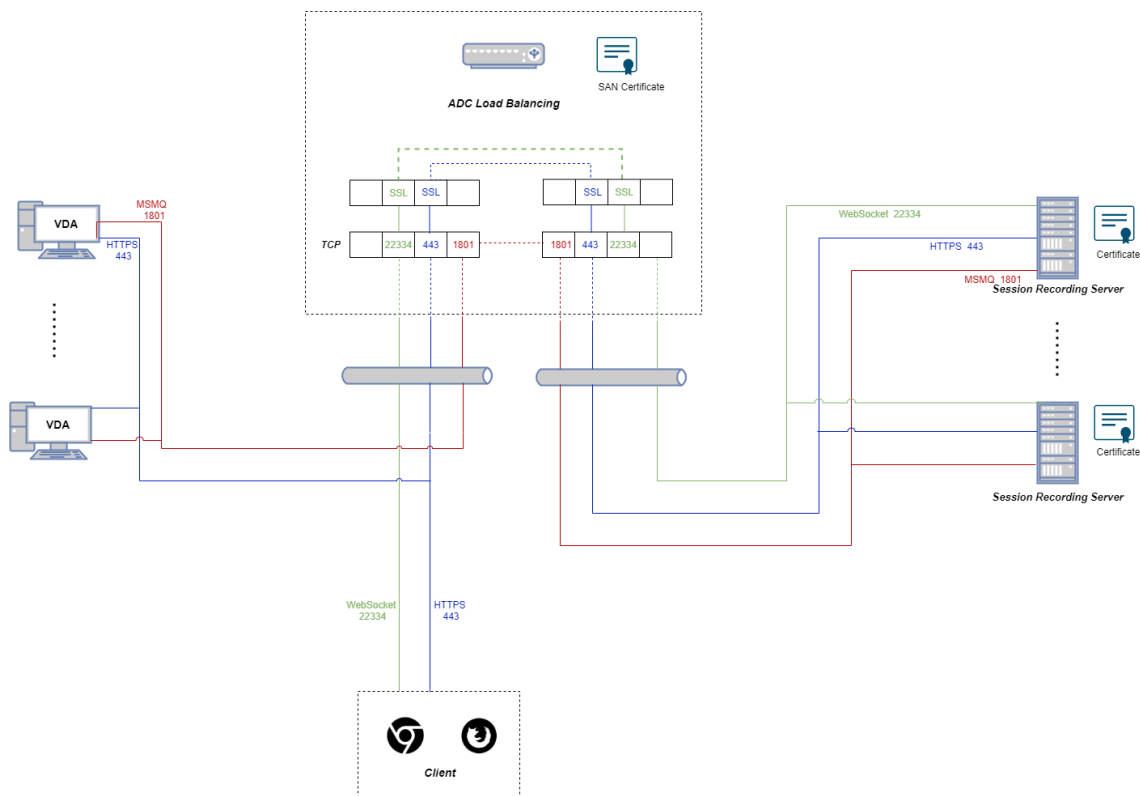 SAN Certificate
ADC Load Balancing
SSL SSL
SSL SSL
TCP
22334 443 1801
1801 443 22334
VDA
MSMQ
1801
HTTPS
443
VDA
WebSocket 22334
HTTPS 443
MSMQ 1801
Certificate
Session Recording Server
Certificate
Session Recording Server
WebSocket
22334
HTTPS
443
Client